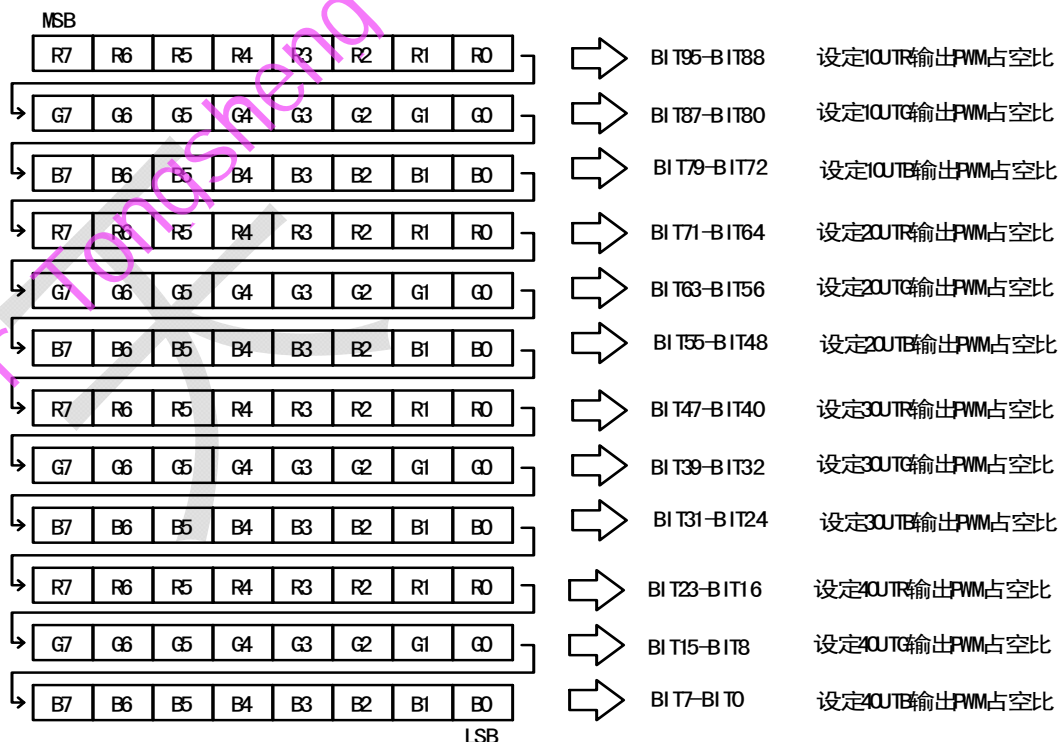 MSB
R7 R6 R5 R4 R3 R2 R1 R0 BIT95-BIT88 设定1OUTR输出PWM占空比
G7 G6 G5 G4 G3 G2 G1 G0 BIT87-BIT80 设定1OUTG输出PWM占空比
B7 B6 B5 B4 B3 B2 B1 B0 BIT79-BIT72 设定1OUTB输出PWM占空比
R7 R6 R5 R4 R3 R2 R1 R0 BIT71-BIT64 设定2OUTR输出PWM占空比
G7 G6 G5 G4 G3 G2 G1 G0 BIT63-BIT56 设定2OUTG输出PWM占空比
B7 B6 B5 B4 B3 B2 B1 B0 BIT55-BIT48 设定2OUTB输出PWM占空比
R7 R6 R5 R4 R3 R2 R1 R0 BIT47-BIT40 设定3OUTR输出PWM占空比
G7 G6 G5 G4 G3 G2 G1 G0 BIT39-BIT32 设定3OUTG输出PWM占空比
B7 B6 B5 B4 B3 B2 B1 B0 BIT31-BIT24 设定3OUTB输出PWM占空比
R7 R6 R5 R4 R3 R2 R1 R0 BIT23-BIT16 设定4OUTR输出PWM占空比
G7 G6 G5 G4 G3 G2 G1 G0 BIT15-BIT8 设定4OUTG输出PWM占空比
B7 B6 B5 B4 B3 B2 B1 B0 BIT7-BIT0 设定4OUTB输出PWM占空比
LSB
Tongsheng